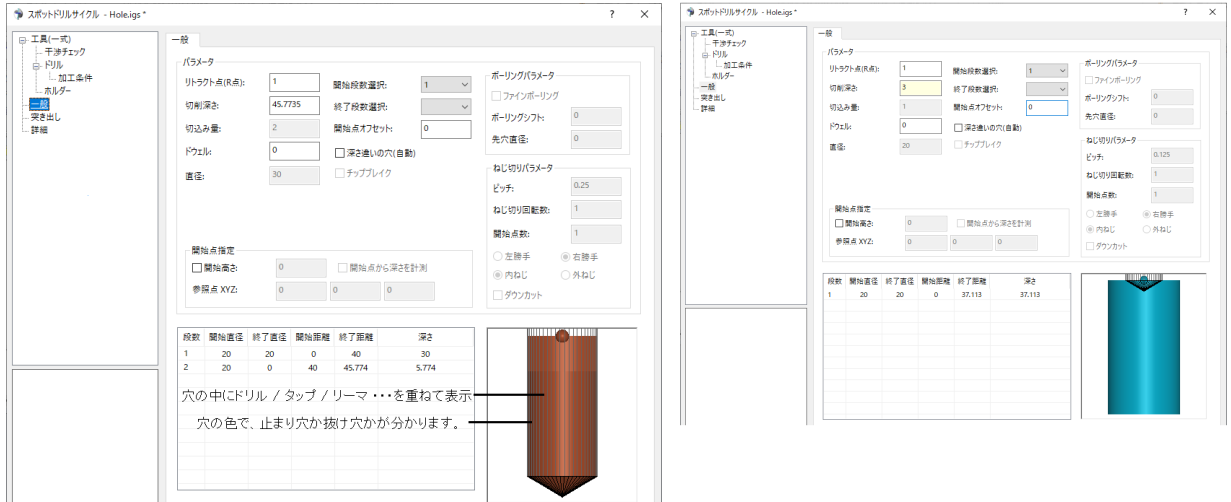 スポットドリルサイクル - Hole.igs *
? ×
工具(一式)
干渉チェック
ドリル
加工条件
ホルダー
一般
突き出し
詳細
一般
パラメータ
リトラクト点(R点): 1
開始段数選択: 1
切削深さ: 45.7735
終了段数選択:
切込み量: 2
開始点オフセット: 0
ドウェル: 0
深さ違いの穴(自動)
直径: 30
チップブレイク
ボーリングパラメータ
ファインボーリング
ボーリングシフト: 0
先穴直径: 0
ねじ切りパラメータ
ピッチ: 0.25
ねじ切り回転数: 1
開始点数: 1
左勝手 右勝手
内ねじ 外ねじ
ダウンカット
開始点指定
開始高さ: 0
開始点から深さを計測
参照点 XYZ: 0 0 0
段数 開始直径 終了直径 開始距離 終了距離 深さ
1 20 20 0 40 30
2 20 0 40 45.774 5.774
穴の中にドリル / タップ / リーマ ・・・を重ねて表示
穴の色で、止まり穴か抜け穴かが分かります。
スポットドリルサイクル - Hole.igs *
? ×
工具(一式)
干渉チェック
ドリル
加工条件
ホルダー
一般
突き出し
詳細
一般
パラメータ
リトラクト点(R点): 1
開始段数選択: 1
切削深さ: 3
終了段数選択:
切込み量: 1
開始点オフセット: 0
ドウェル: 0
深さ違いの穴(自動)
直径: 20
チップブレイク
ボーリングパラメータ
ファインボーリング
ボーリングシフト: 0
先穴直径: 0
ねじ切りパラメータ
ピッチ: 0.125
ねじ切り回転数: 1
開始点数: 1
左勝手 右勝手
内ねじ 外ねじ
ダウンカット
開始点指定
開始高さ: 0
開始点から深さを計測
参照点 XYZ: 0 0 0
段数 開始直径 終了直径 開始距離 終了距離 深さ
1 20 20 0 37.113 37.113